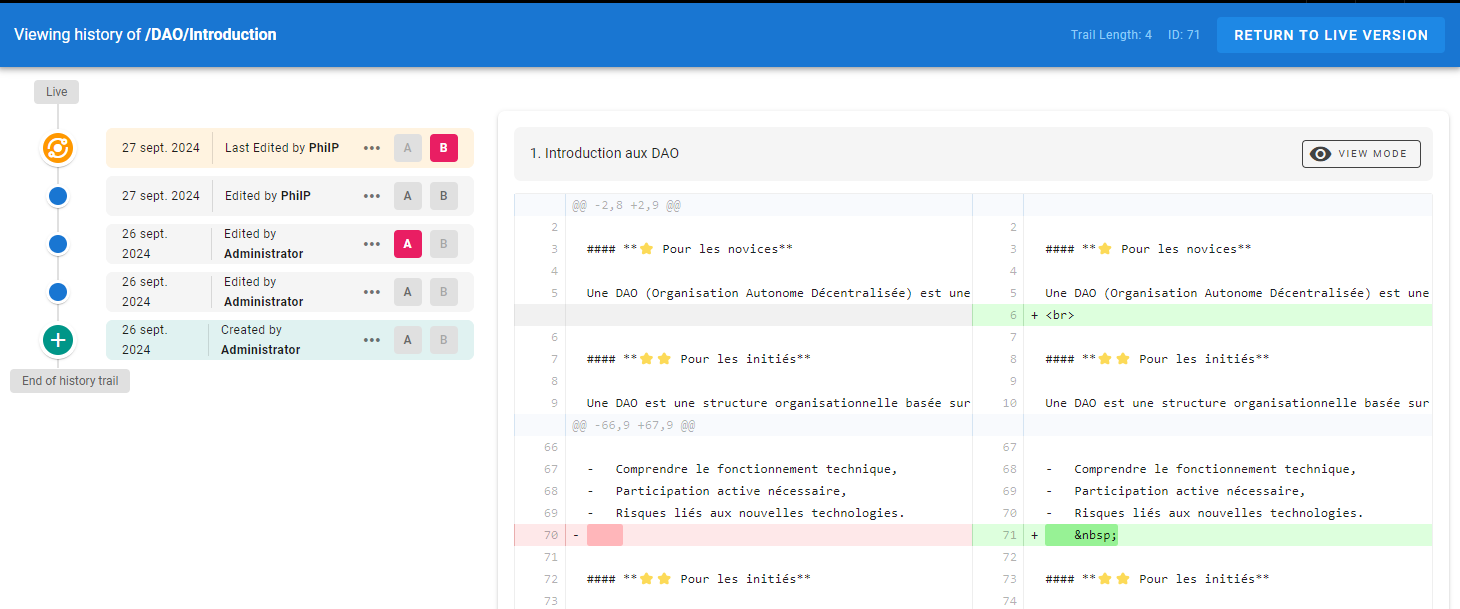 Viewing history of /DAO/Introduction
Trail Length: 4 ID: 71 RETURN TO LIVE VERSION
Live
27 sept. 2024 Last Edited by PhilP ••• A B
27 sept. 2024 Edited by PhilP ••• A B
26 sept. 2024 Edited by Administrator ••• A B
26 sept. 2024 Edited by Administrator ••• A B
26 sept. 2024 Created by Administrator ••• A B
End of history trail
1. Introduction aux DAO VIEW MODE
@@ -2,8 +2,9 @@
2 2
3 #### **⭐ Pour les novices** 3 #### **⭐ Pour les novices**
4 4
5 Une DAO (Organisation Autonome Décentralisée) est une 5 Une DAO (Organisation Autonome Décentralisée) est une
6 + <br>
6 7
7 #### **⭐⭐ Pour les initiés** 8 #### **⭐⭐ Pour les initiés**
8 9
9 Une DAO est une structure organisationnelle basée sur 10 Une DAO est une structure organisationnelle basée sur
@@ -66,9 +67,9 @@
66 67
67 - Comprendre le fonctionnement technique, 68 - Comprendre le fonctionnement technique,
68 - Participation active nécessaire, 69 - Participation active nécessaire,
69 - Risques liés aux nouvelles technologies. 70 - Risques liés aux nouvelles technologies.
70 - 71 + &nbsp;
71 72
72 #### **⭐⭐ Pour les initiés** 73 #### **⭐⭐ Pour les initiés**
73 74